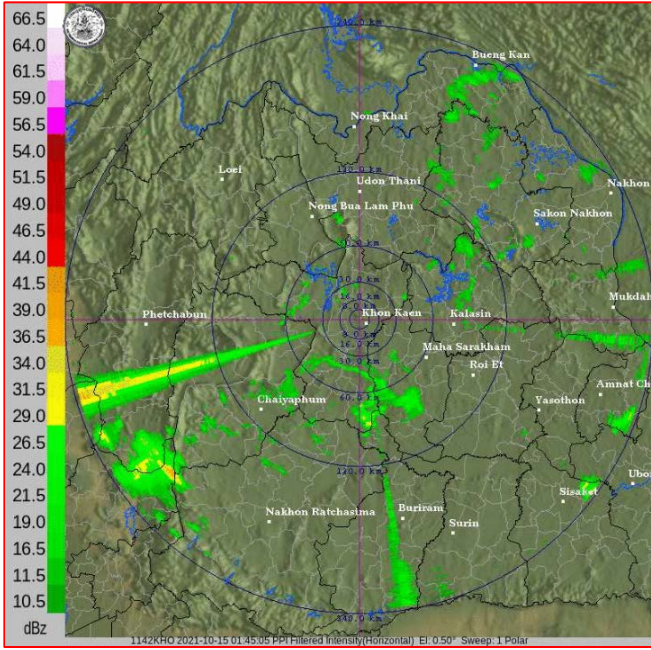 66.5
64.0
61.5
59.0
56.5
54.0
51.5
49.0
46.5
44.0
41.5
39.0
36.5
34.0
31.5
29.0
26.5
24.0
21.5
19.0
16.5
11.5
10.5
dBz
Bueng Kan
Nong Khai
Loei
Udon Thani
Nakhon
Nong Bua Lam Phu
Sakon Nakhon
Mukdah
Phetchabun
Khon Kaen
Kalasin
Maha Sarakham
Roi Et
Amnat Ch
Chaiyaphum
60.0 km
Yasothon
120.0 km
Ubo
Nakhon Ratchasima
Buriram
Surin
1142KHO 2021-10-15 01:45:05 PPI Filtered Intensity(Horizontal) El: 0.50° Sweep: 1 Polar